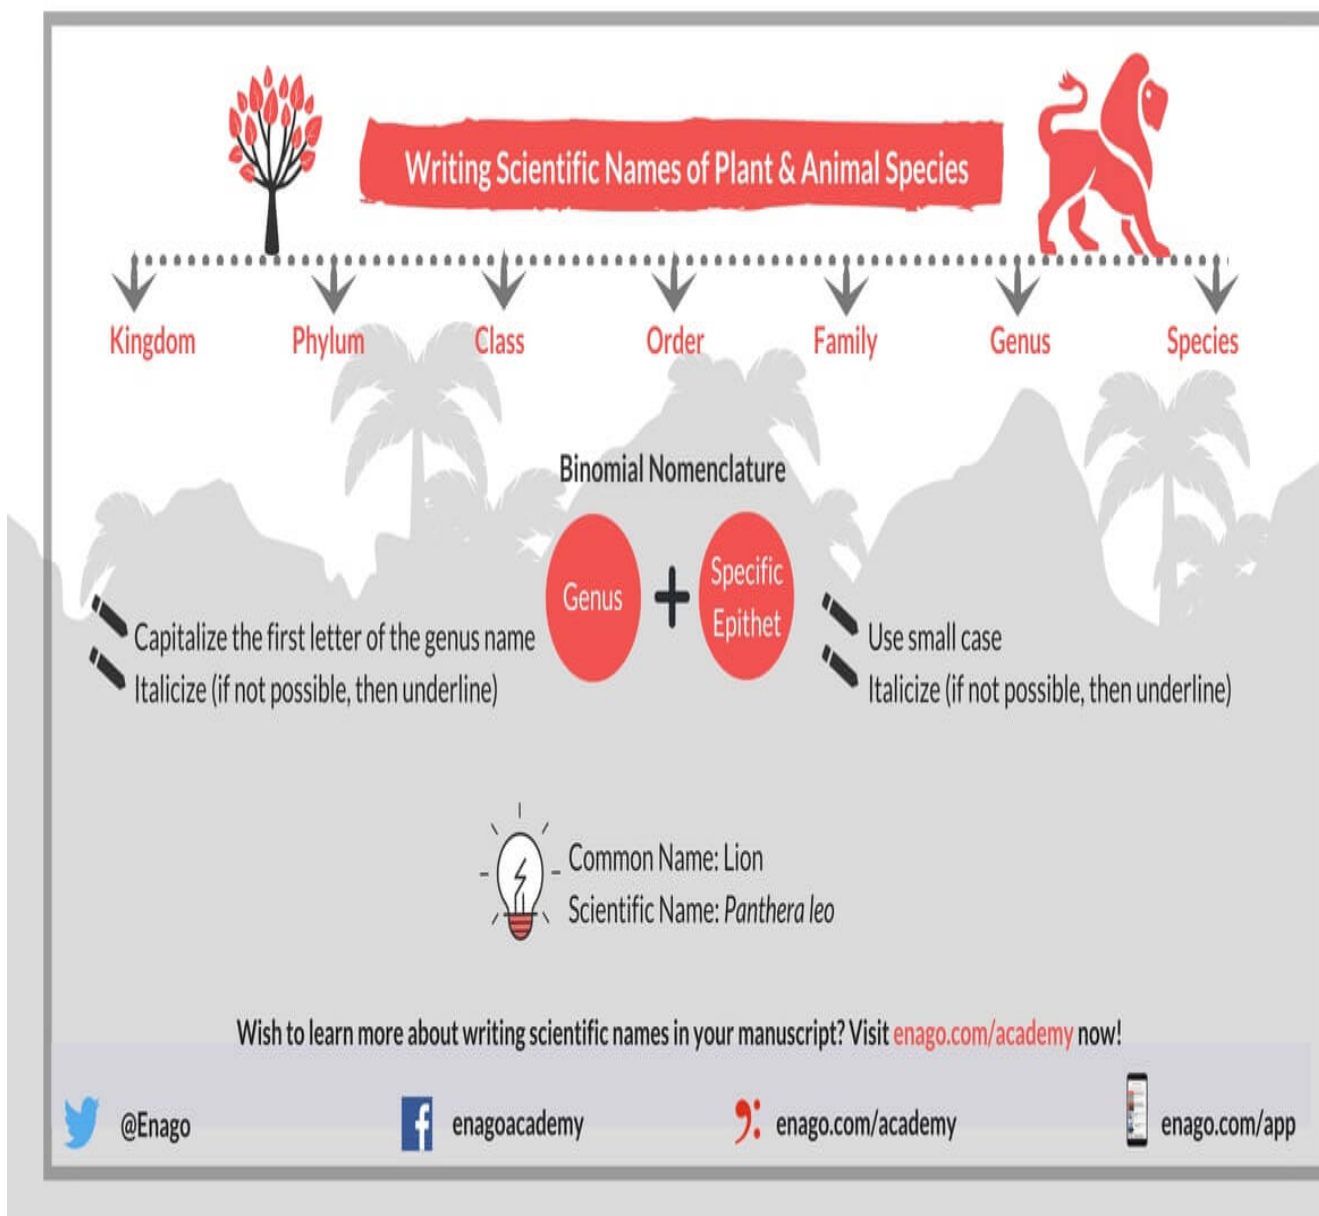 Writing Scientific Names of Plant & Animal Species
Kingdom Phylum Class Order Family Genus Species
Binomial Nomenclature
Genus + Specific Epithet
Capitalize the first letter of the genus name
Italicize (if not possible, then underline)
Use small case
Italicize (if not possible, then underline)
Common Name: Lion
Scientific Name: Panthera leo
Wish to learn more about writing scientific names in your manuscript? Visit enago.com/academy now!
@Enago enagoacademy enago.com/academy enago.com/app